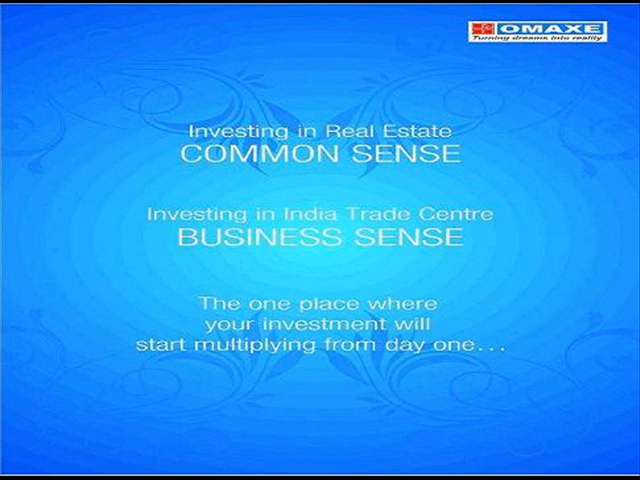 OMAXE
Turning dreams into reality
Investing in Real Estate
COMMON SENSE
Investing in India Trade Centre
BUSINESS SENSE
The one place where
your investment will
start multiplying from day one...